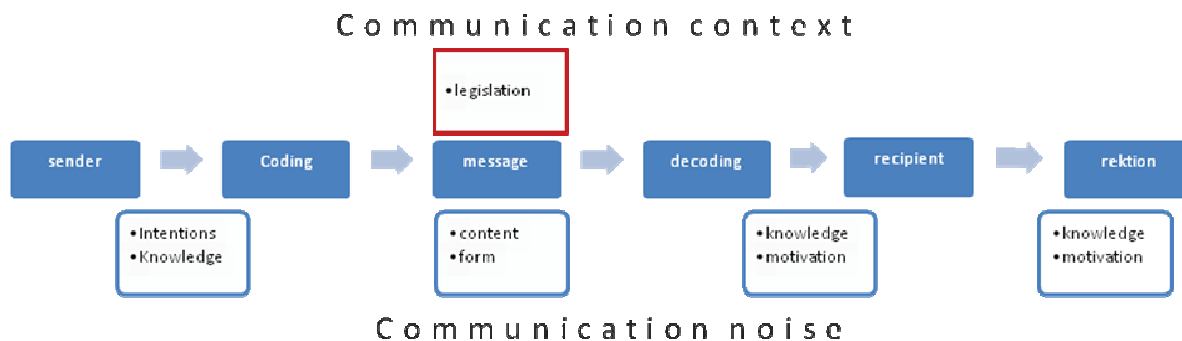 Communication context
•legislation
sender
Coding
message
decoding
recipient
rektion
•Intentions
•Knowledge
•content
•form
•knowledge
•motivation
•knowledge
•motivation
Communication noise